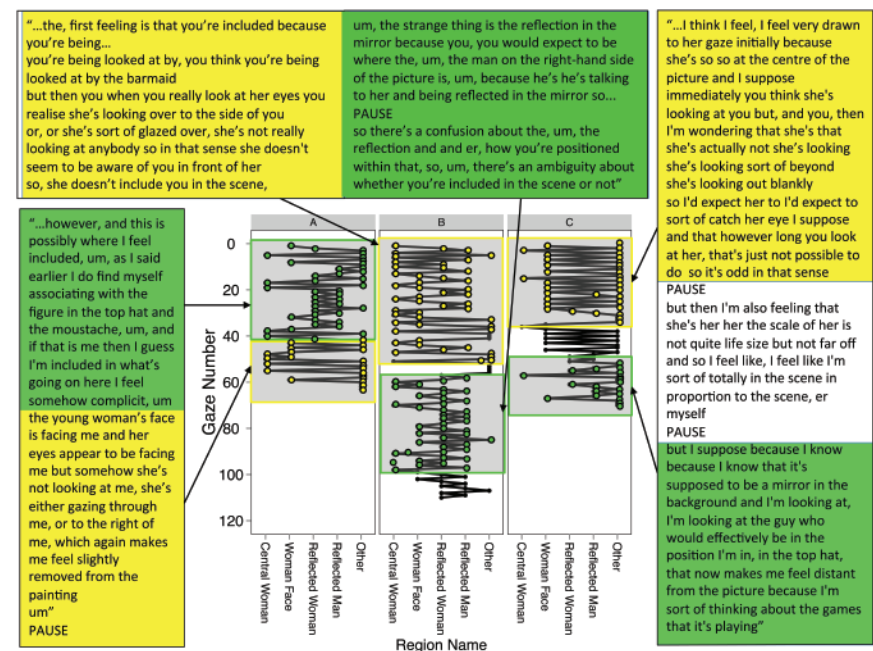 “…the, first feeling is that you’re included because
you’re being…
you’re being looked at by, you think you’re being
looked at by the barmaid
but then you when you really look at her eyes you
realise she’s looking over to the side of you
or, or she’s sort of glazed over, she’s not really
looking at anybody so in that sense she doesn't
seem to be aware of you in front of her
so, she doesn’t include you in the scene,
um, the strange thing is the reflection in the
mirror because you, you would expect to be
where the, um, the man on the right-hand side
of the picture is, um, because he’s he’s talking
to her and being reflected in the mirror so…
PAUSE
so there’s a confusion about the, um, the
reflection and and er, how you’re positioned
within that, so, um, there’s an ambiguity about
whether you’re included in the scene or not”
“…I think I feel, I feel very drawn
to her gaze initially because
she’s so so at the centre of the
picture and I suppose
immediately you think she's
looking at you but, and you, then
I’m wondering that she’s that
she’s actually not she’s looking
she’s looking sort of beyond
she's looking out blankly
so I'd expect her to I'd expect to
sort of catch her eye I suppose
and that however long you look
at her, that's just not possible to
do so it's odd in that sense
PAUSE
but then I’m also feeling that
she's her her the scale of her is
not quite life size but not far off
and so I feel like, I feel like I'm
sort of totally in the scene in
proportion to the scene, er
myself
PAUSE
but I suppose because I know
because I know that it's
supposed to be a mirror in the
background and I'm looking at,
I'm looking at the guy who
would effectively be in the
position I'm in, in the top hat,
that now makes me feel distant
from the picture because I'm
sort of thinking about the games
that it's playing”
“…however, and this is
possibly where I feel
included, um, as I said
earlier I do find myself
associating with the
figure in the top hat and
the moustache, um, and
if that is me then I guess
I’m included in what’s
going on here I feel
somehow complicit, um
the young woman’s face
is facing me and her
eyes appear to be facing
me but somehow she’s
not looking at me, she’s
either gazing through
me, or to the right of
me, which again makes
me feel slightly
removed from the
painting
um”
PAUSE
A
B
C
Gaze Number
0
20
40
60
80
100
120
Central Woman
Woman Face
Reflected Woman
Reflected Man
Other
Central Woman
Woman Face
Reflected Woman
Reflected Man
Other
Central Woman
Woman Face
Reflected Woman
Reflected Man
Other
Region Name